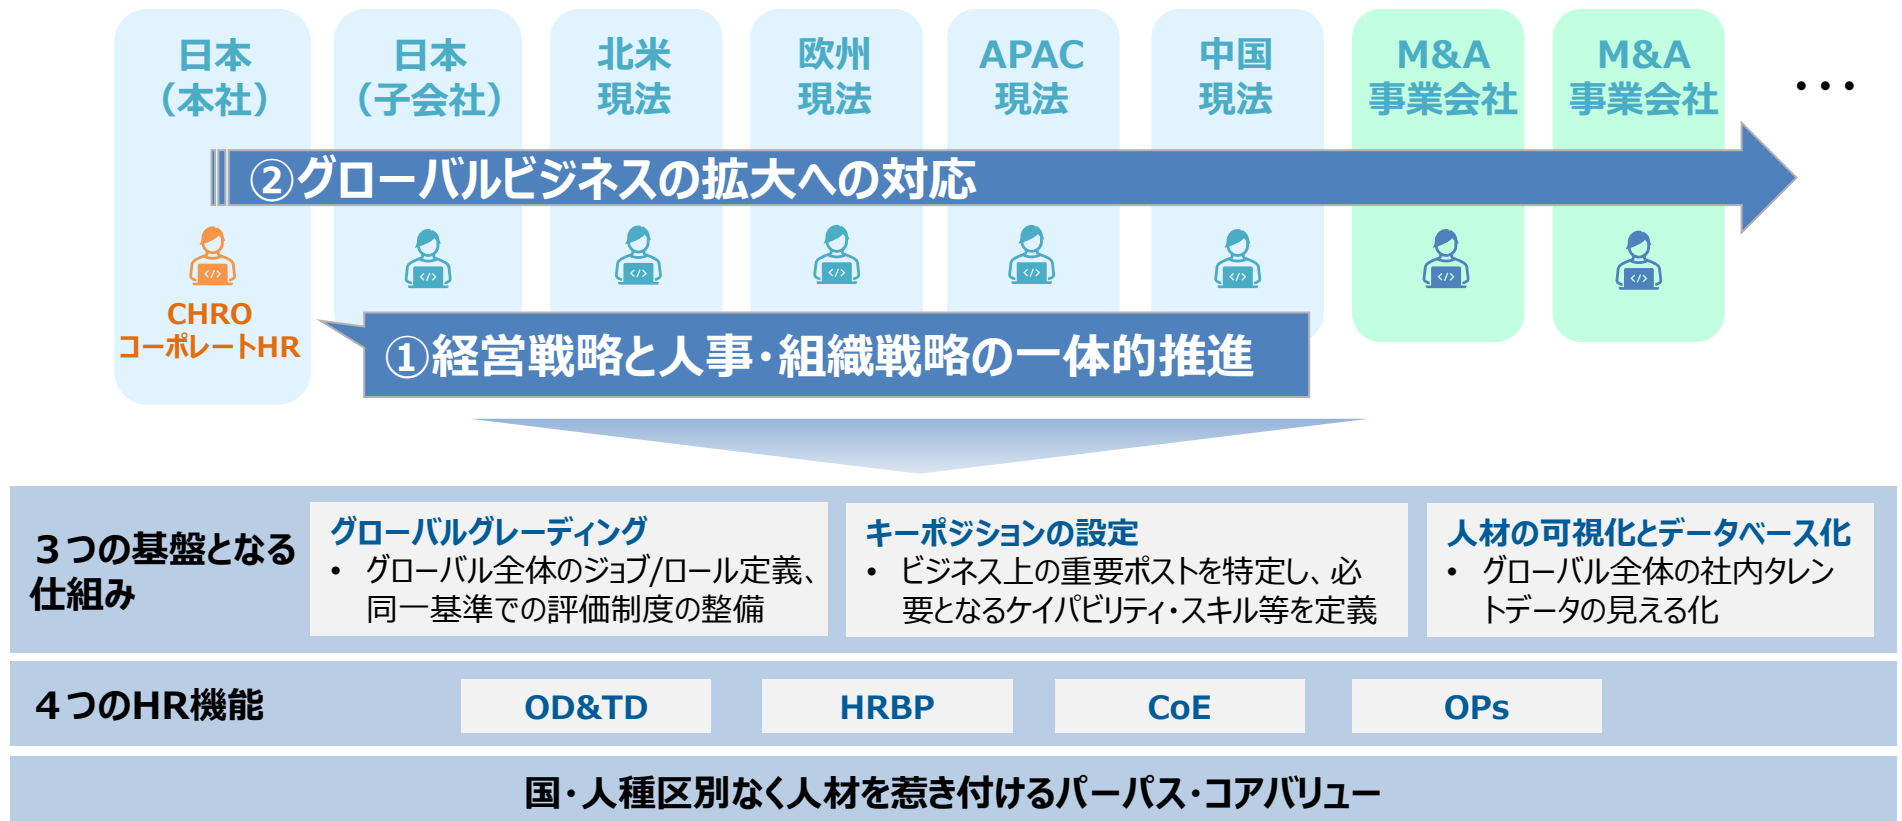 日本
（本社）
日本
（子会社）
北米
現法
欧州
現法
APAC
現法
中国
現法
M&A
事業会社
M&A
事業会社
・・・
②グローバルビジネスの拡大への対応
CHRO
コーポレートHR
①経営戦略と人事・組織戦略の一体的推進
３つの基盤となる
仕組み
グローバルグレーディング
• グローバル全体のジョブ/ロール定義、
同一基準での評価制度の整備
キーポジションの設定
• ビジネス上の重要ポストを特定し、必
要となるケイパビリティ・スキル等を定義
人材の可視化とデータベース化
• グローバル全体の社内タレン
トデータの見える化
４つのHR機能
OD&TD
HRBP
CoE
OPs
国・人種区別なく人材を惹き付けるパーパス・コアバリュー